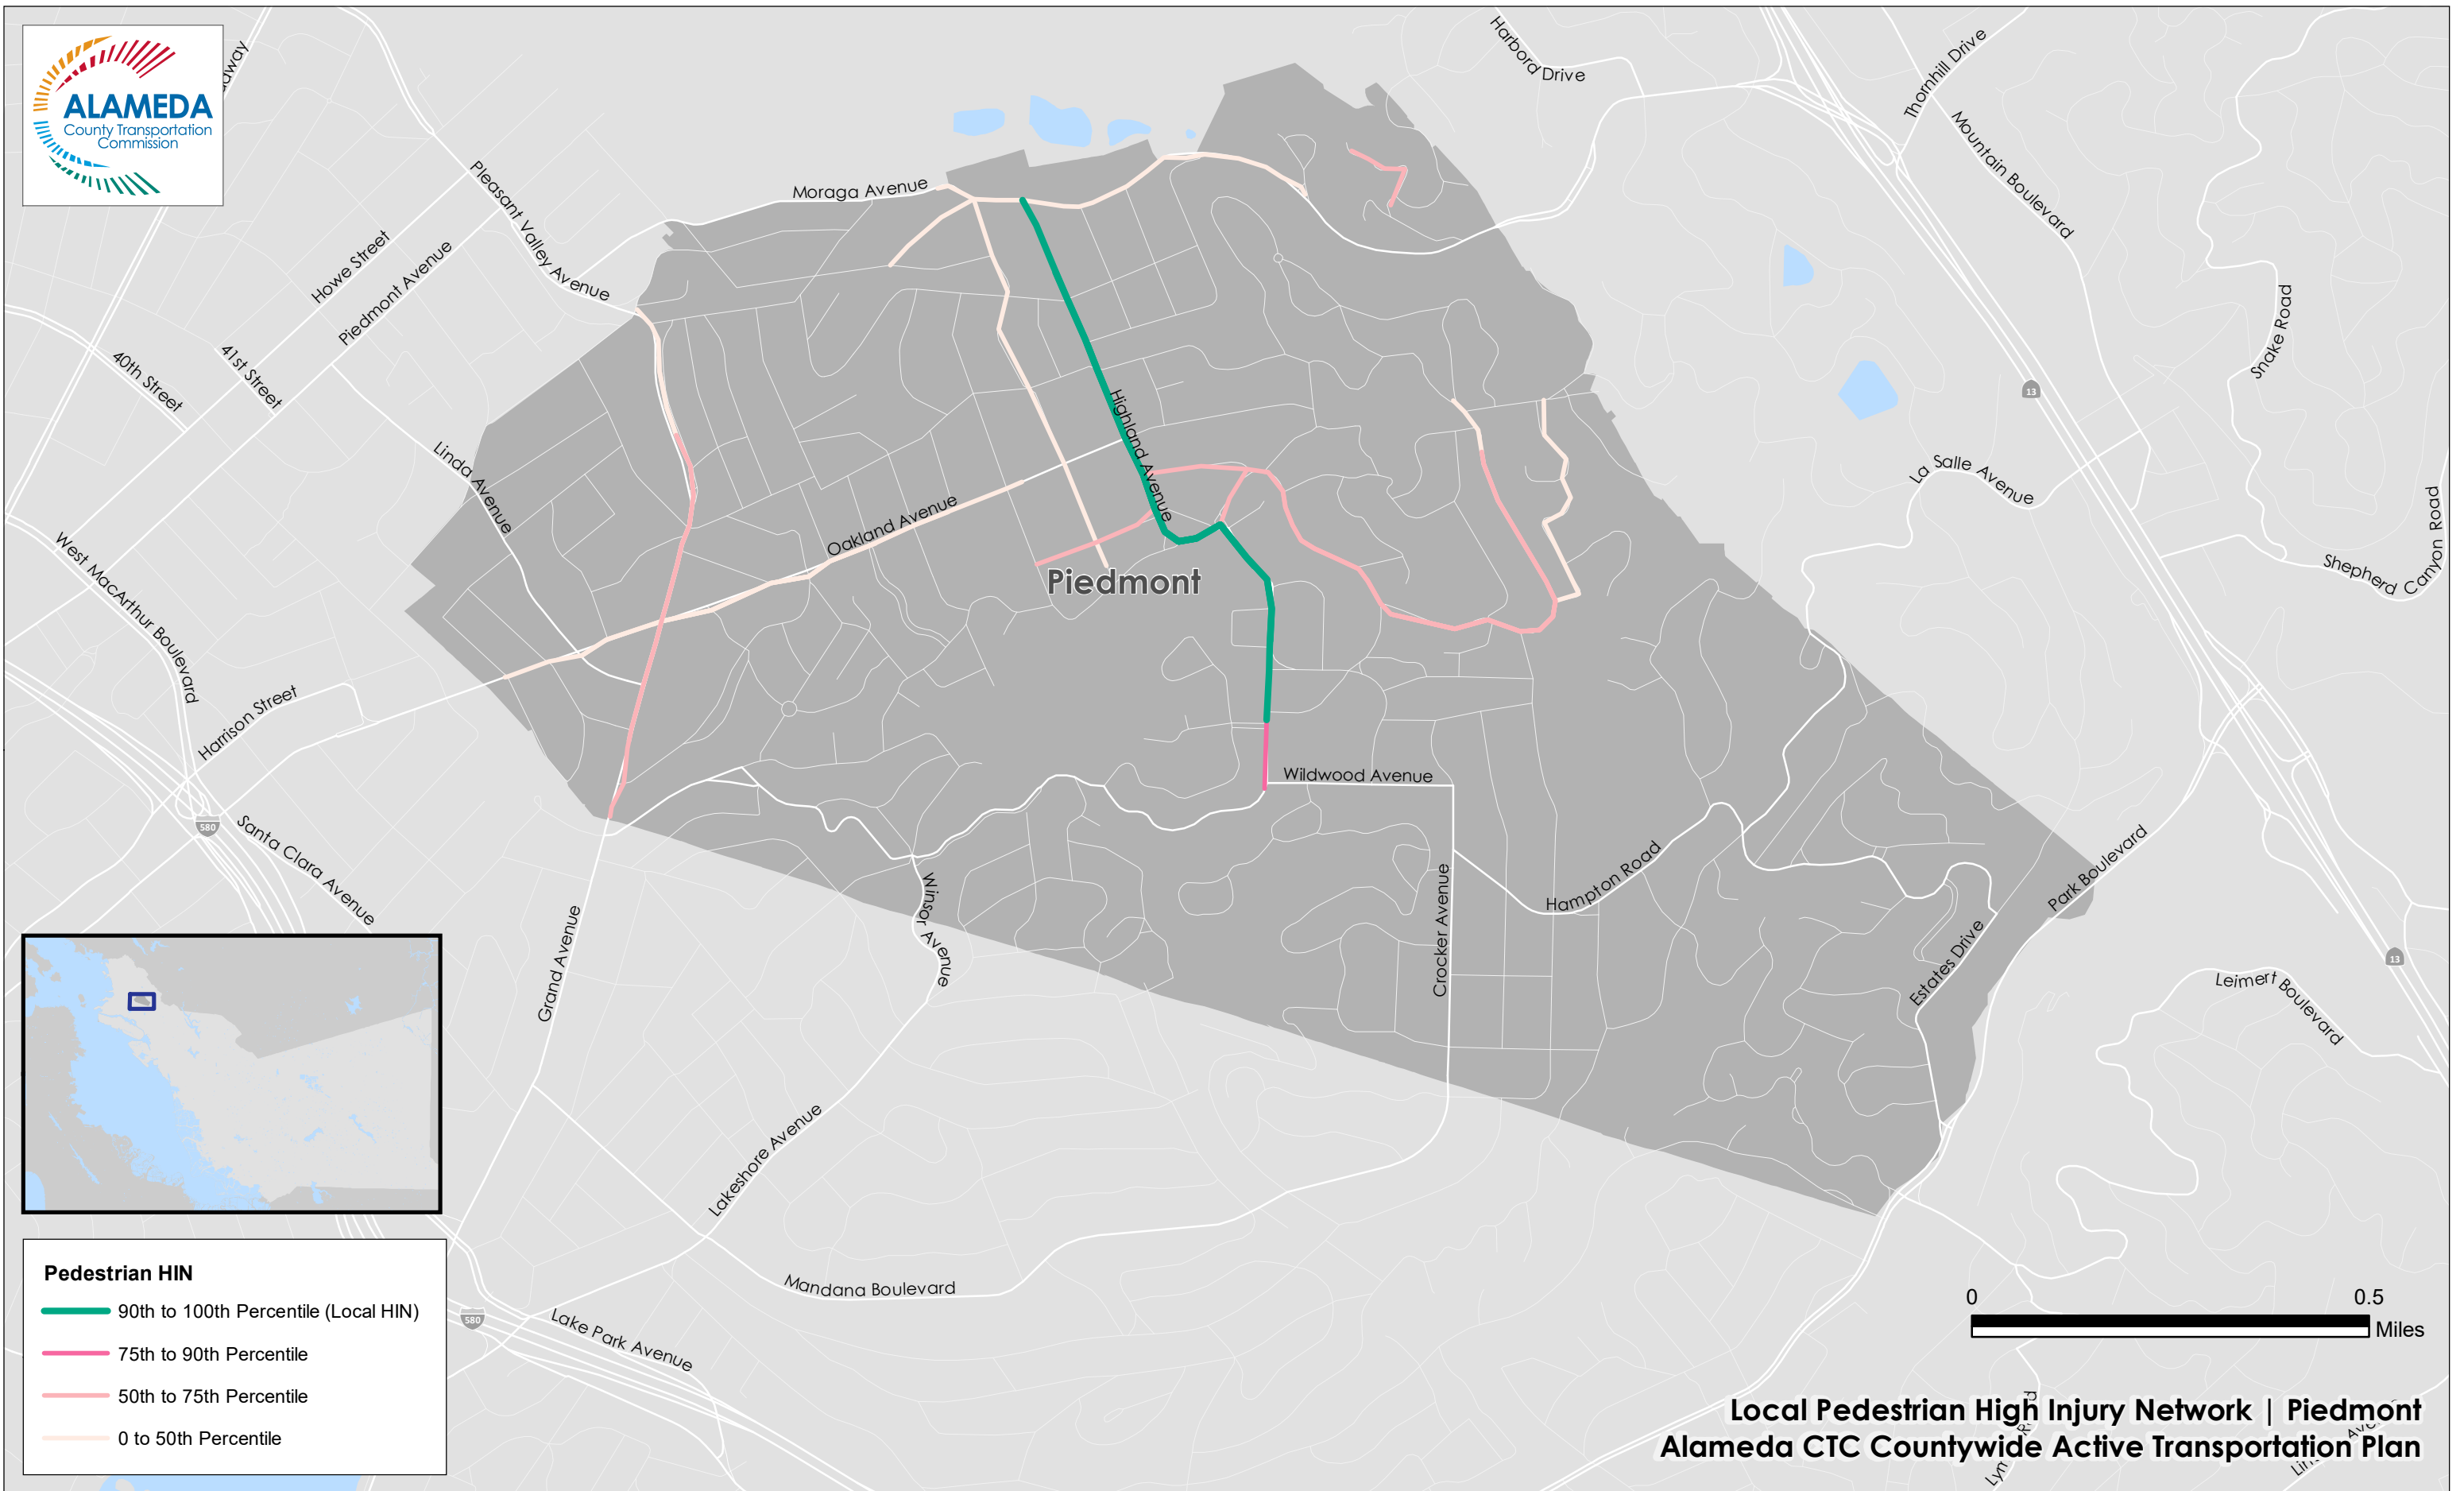 ALAMEDA
County Transportation
Commission
Harbord Drive
Thornhill Drive
Mountain Boulevard
Moraga Avenue
Pleasant Valley Avenue
Howe Street
Piedmont Avenue
40th Street
41st Street
Snake Road
13
Highland Avenue
Linda Avenue
La Salle Avenue
Oakland Avenue
West MacArthur Boulevard
Shepherd Canyon Road
Piedmont
Harrison Street
Wildwood Avenue
580
Santa Clara Avenue
Park Boulevard
Hampton Road
Winsor Avenue
Crocker Avenue
Grand Avenue
Estates Drive
13
Leimert Boulevard
Lakeshore Avenue
Mandana Boulevard
580
Lake Park Avenue
Pedestrian HIN
90th to 100th Percentile (Local HIN)
75th to 90th Percentile
50th to 75th Percentile
0 to 50th Percentile
0 0.5
Miles
Local Pedestrian High Injury Network | Piedmont
Alameda CTC Countywide Active Transportation Plan